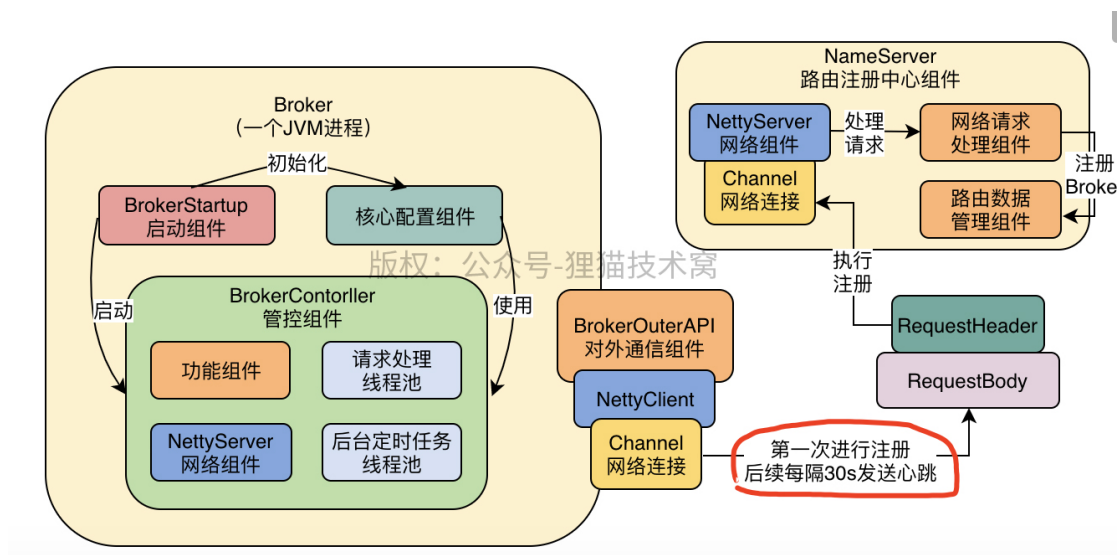 Broker
（一个JVM进程）
初始化
BrokerStartup
启动组件
核心配置组件
启动
使用
BrokerContorller
管控组件
功能组件
请求处理
线程池
NettyServer
网络组件
后台定时任务
线程池
BrokerOuterAPI
对外通信组件
NettyClient
Channel
网络连接
第一次进行注册
后续每隔30s发送心跳
RequestHeader
RequestBody
执行
注册
NameServer
路由注册中心组件
NettyServer
网络组件
处理
请求
网络请求
处理组件
Channel
网络连接
路由数据
管理组件
注册
Broke
版权：公众号-狸猫技术窝